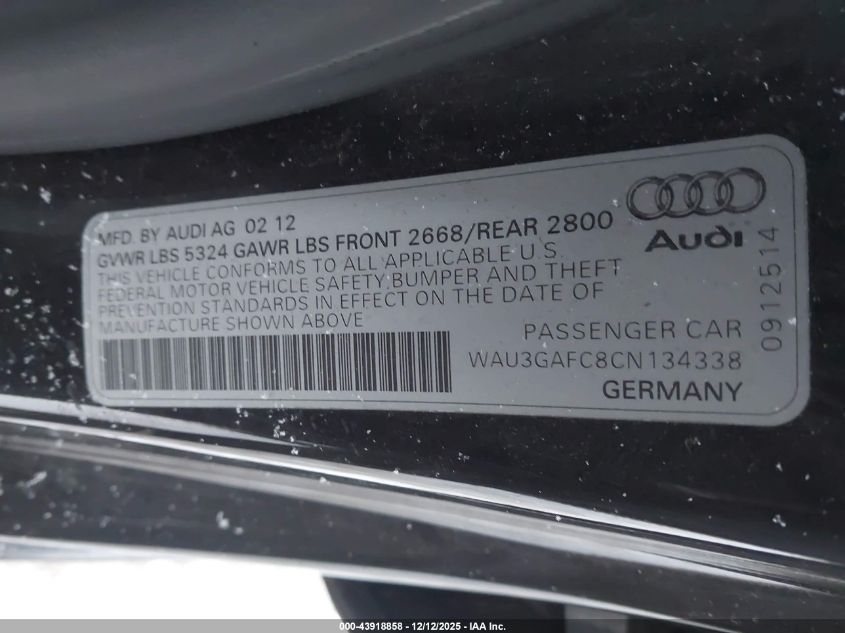 MFD. BY AUDI AG 02 12
GVWR LBS 5324 GAWR LBS FRONT 2668/REAR 2800
THIS VEHICLE CONFORMS TO ALL APPLICABLE U.S.
FEDERAL MOTOR VEHICLE SAFETY, BUMPER AND THEFT
PREVENTION STANDARDS IN EFFECT ON THE DATE OF
MANUFACTURE SHOWN ABOVE
Audi
PASSENGER CAR
WAU3GAFC8CN134338
GERMANY
0912514
000-43918858 - 12/12/2025 - IAA Inc.